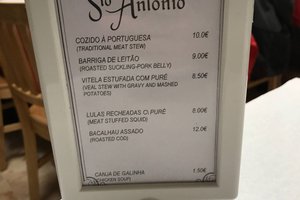 São António
COZIDO À PORTUGUESA 10.0€
(TRADITIONAL MEAT STEW)
BARRIGA DE LEITÃO 9.00€
(ROASTED SUCKLING-PORK BELLY)
VITELA ESTUFADA COM PURÉ 8.50€
(VEAL STEW WITH GRAVY AND MASHED
POTATOES)
LULAS RECHEADAS C\ PURÉ 8.00€
(MEAT STUFFED SQUID)
BACALHAU ASSADO 12.0€
(ROASTED COD)
CANJA DE GALINHA 1.50€
(CHICKEN SOUP)